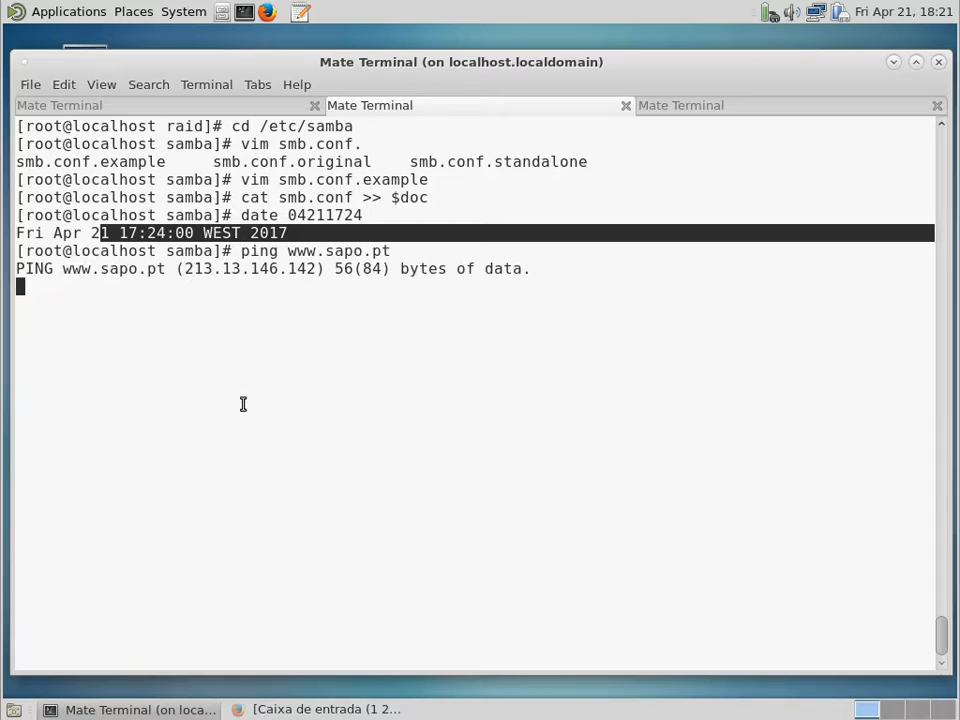 Applications Places System Fri Apr 21, 18:21
Mate Terminal (on localhost.localdomain)
File Edit View Search Terminal Tabs Help
Mate Terminal Mate Terminal Mate Terminal
[root@localhost raid]# cd /etc/samba
[root@localhost samba]# vim smb.conf.
smb.conf.example smb.conf.original smb.conf.standalone
[root@localhost samba]# vim smb.conf.example
[root@localhost samba]# cat smb.conf >> $doc
[root@localhost samba]# date 04211724
Fri Apr 21 17:24:00 WEST 2017
[root@localhost samba]# ping www.sapo.pt
PING www.sapo.pt (213.13.146.142) 56(84) bytes of data.
Mate Terminal (on loca... [Caixa de entrada (1 2...